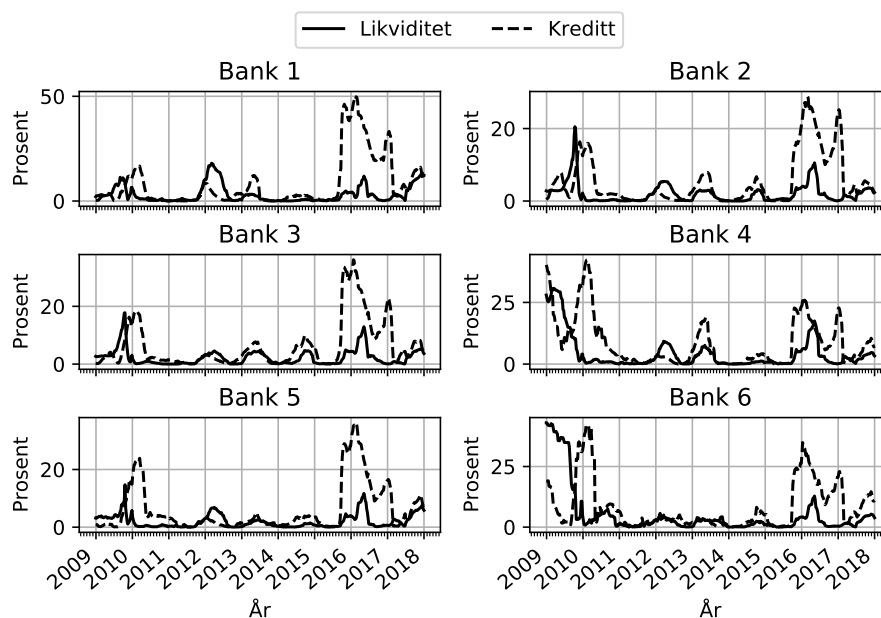 Likviditet Kreditt
Bank 1 Bank 2
Prosent 50 0 Prosent 20 0
Bank 3 Bank 4
Prosent 20 0 Prosent 25 0
Bank 5 Bank 6
Prosent 20 0 Prosent 25 0
2009 2010 2011 2012 2013 2014 2015 2016 2017 2018 2009 2010 2011 2012 2013 2014 2015 2016 2017 2018
År År